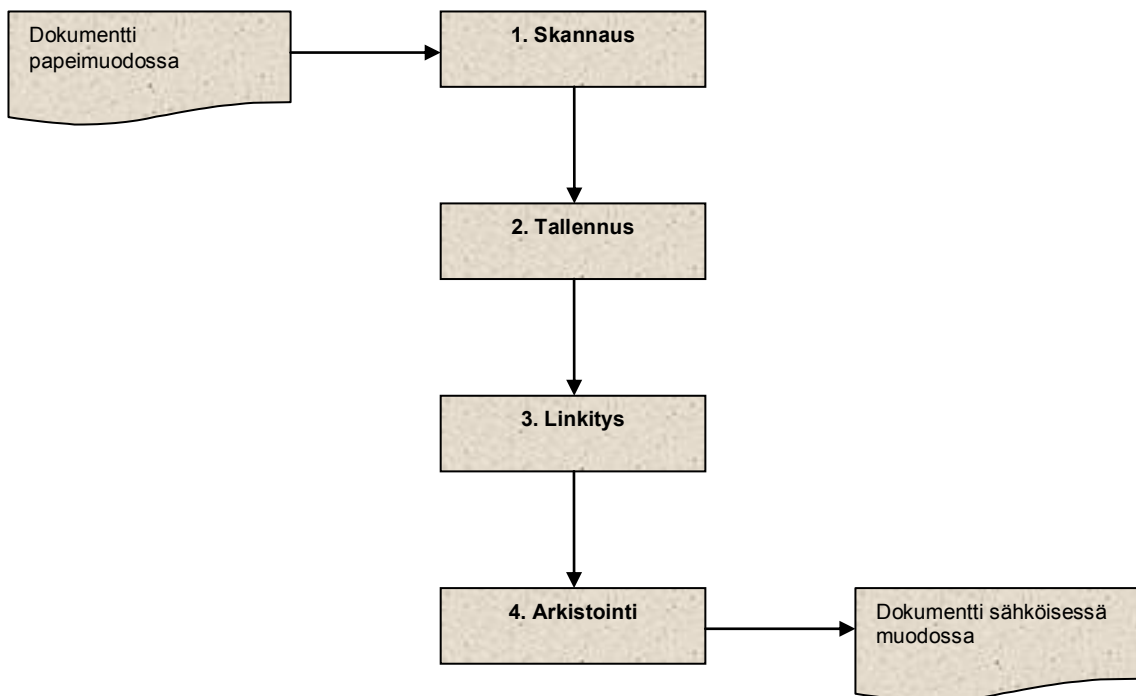 Dokumentti
papeimuodossa
1. Skannaus
2. Tallennus
3. Linkitys
4. Arkistointi
Dokumentti sähköisessä
muodossa